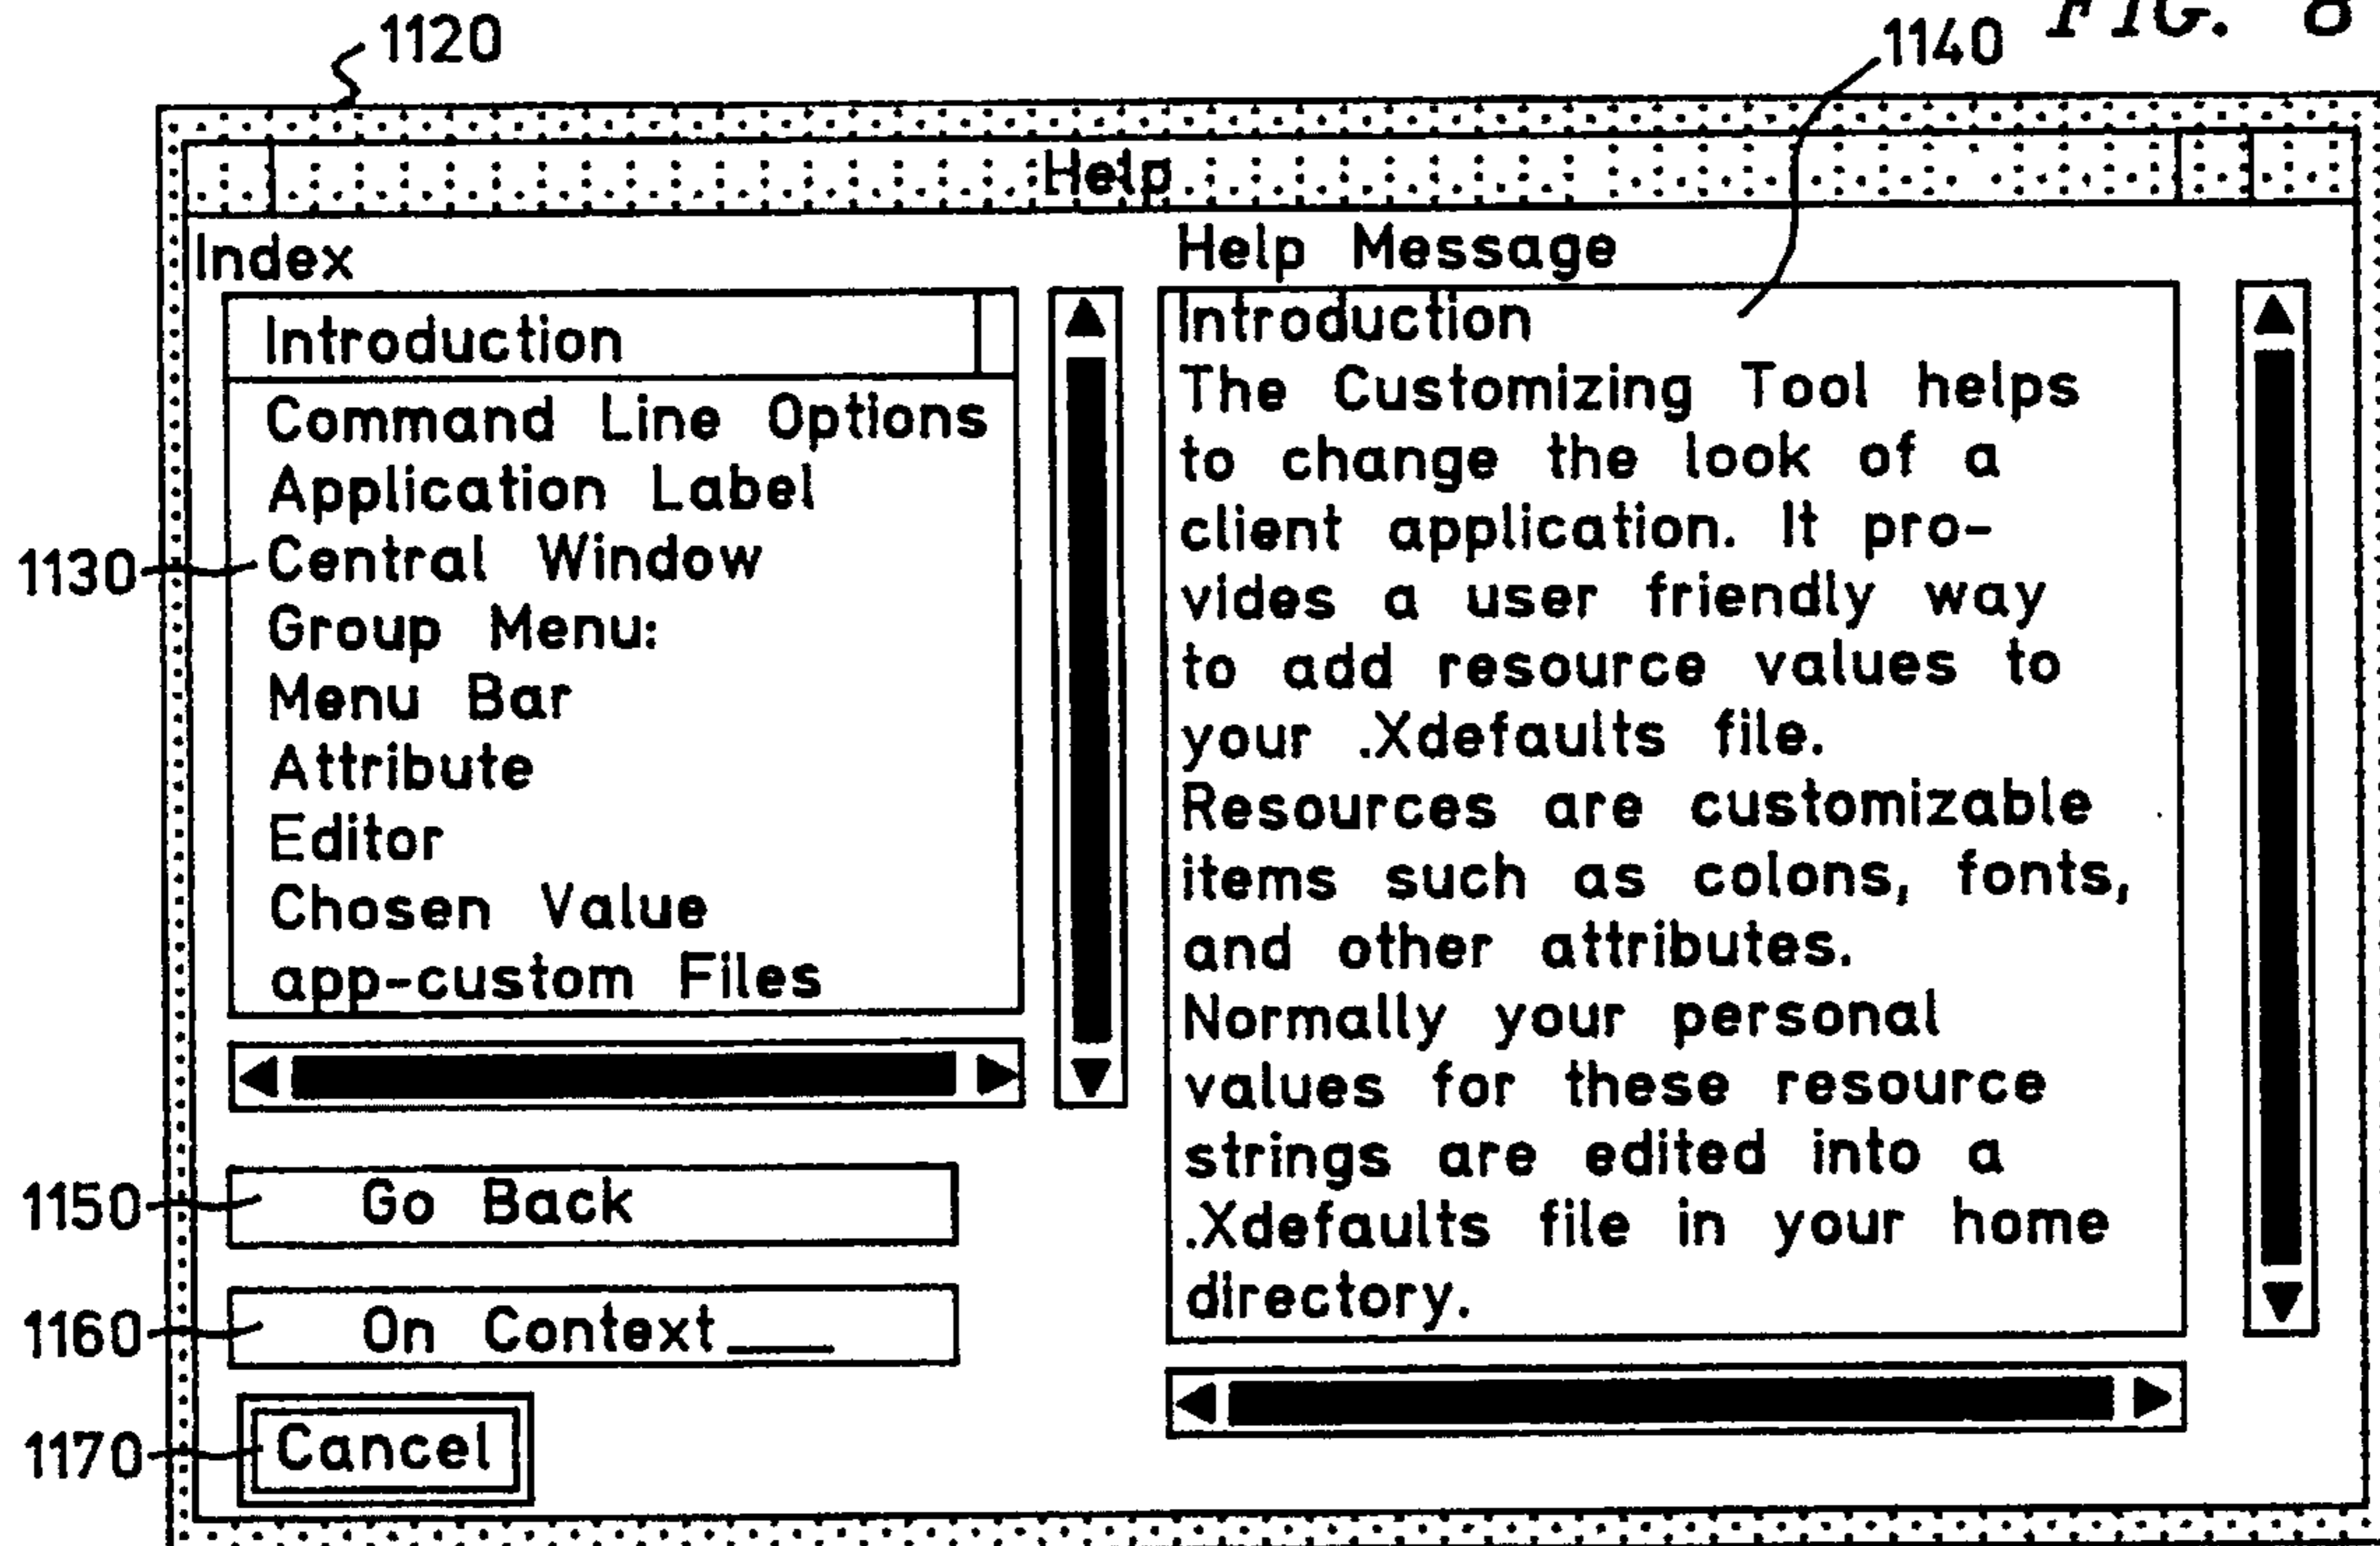 1120
1140 FIG. 8
Help
Index
Introduction
Command Line Options
Application Label
1130 Central Window
Group Menu:
Menu Bar
Attribute
Editor
Chosen Value
app-custom Files
1150 Go Back
1160 On Context
1170 Cancel
Help Message
Introduction
The Customizing Tool helps
to change the look of a
client application. It pro-
vides a user friendly way
to add resource values to
your .Xdefaults file.
Resources are customizable
items such as colons, fonts,
and other attributes.
Normally your personal
values for these resource
strings are edited into a
.Xdefaults file in your home
directory.